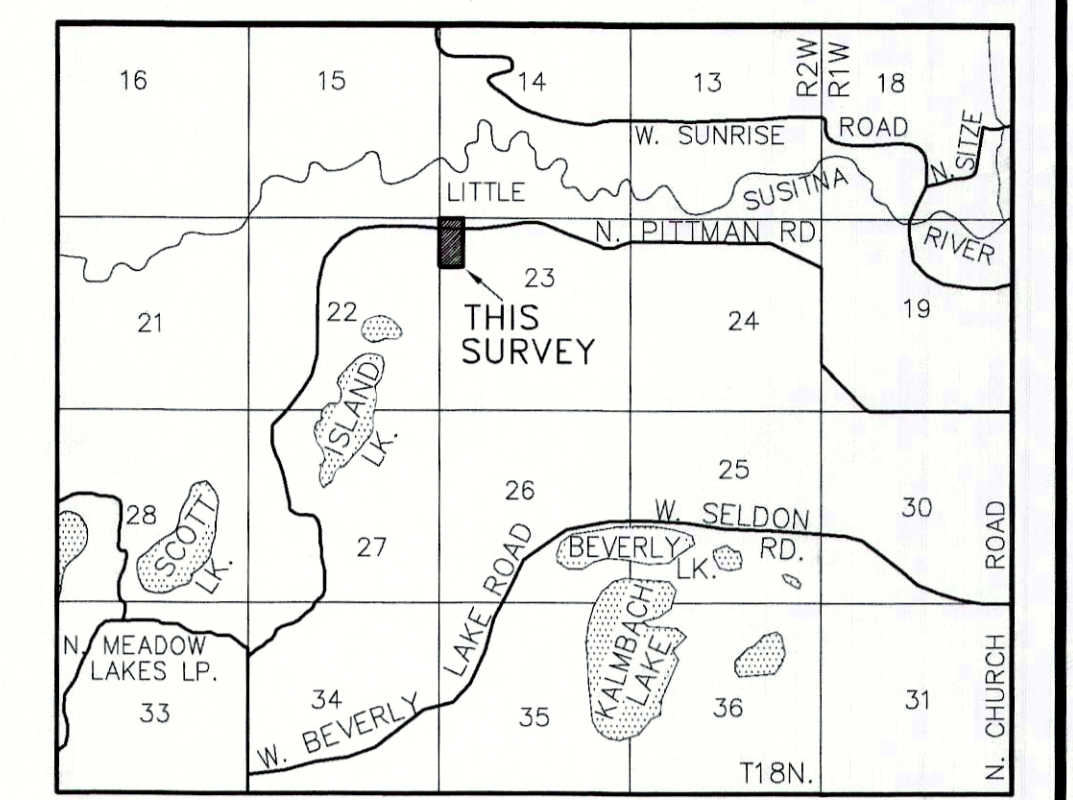 16
15
14
13
R2W
R1W
18
W. SUNRISE
ROAD
N. SITZE
LITTLE
SUSITNA
RIVER
N. PITTMAN RD
21
22
23
24
19
THIS
SURVEY
ISLAND
LK.
28
SCOTT
LK.
27
26
25
30
W. SELDON
RD.
BEVERLY
LK.
LAKE ROAD
KALMBACH
LAKE
N. MEADOW
LAKES LP.
33
34
W. BEVERLY
35
36
31
N. CHURCH
ROAD
T18N.